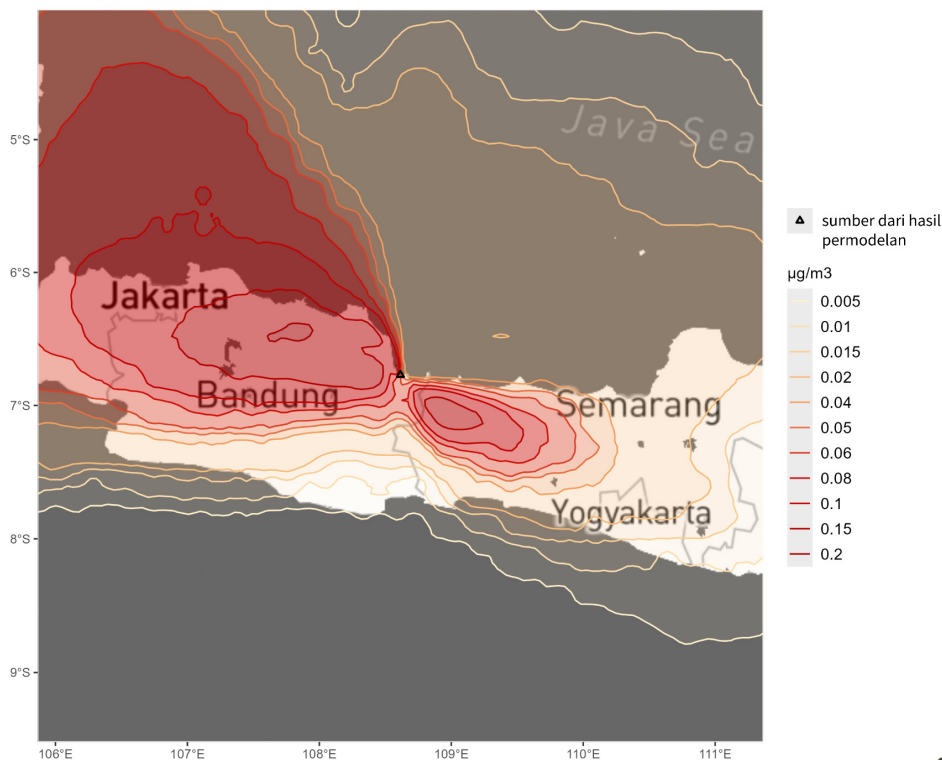 Java Sea
5°S
6°S
Jakarta
Bandung
7°S
Semarang
Yogyakarta
8°S
9°S
106°E
107°E
108°E
109°E
110°E
111°E
sumber dari hasil
permodelan
µg/m3
0.005
0.01
0.015
0.02
0.04
0.05
0.06
0.08
0.1
0.15
0.2